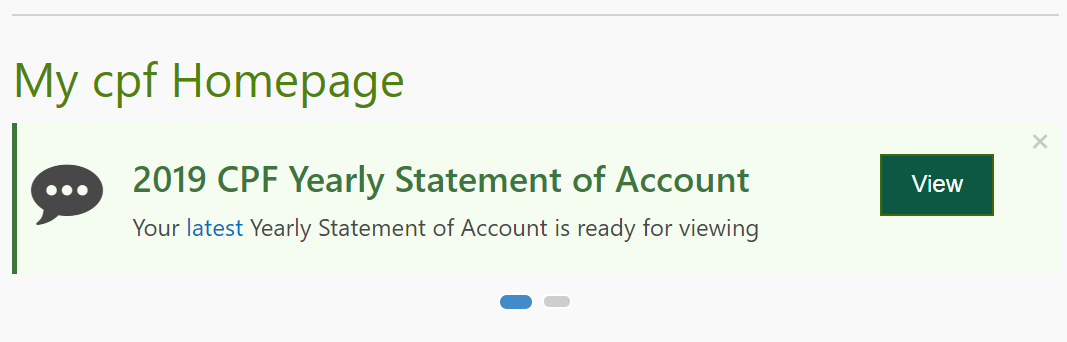 My cpf Homepage
2019 CPF Yearly Statement of Account
View
Your latest Yearly Statement of Account is ready for viewing